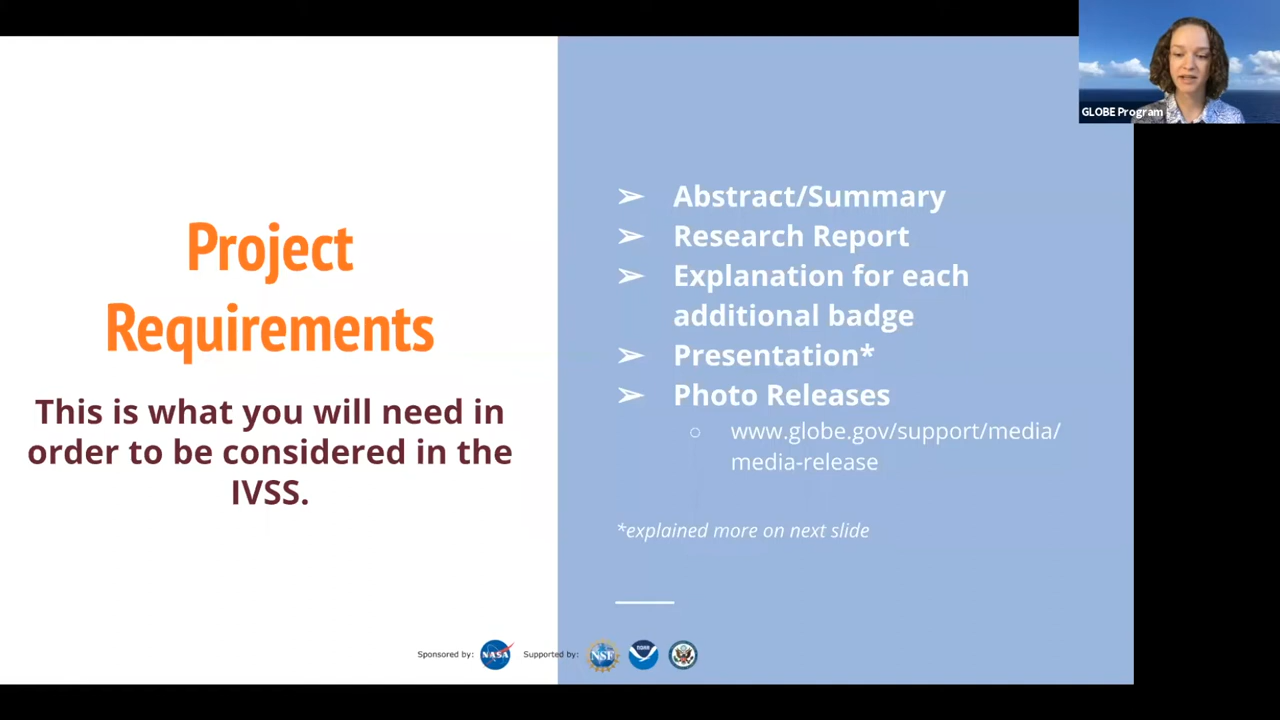 GLOBE Program
Project
Requirements
This is what you will need in
order to be considered in the
IVSS.
➢ Abstract/Summary
➢ Research Report
➢ Explanation for each
additional badge
➢ Presentation*
➢ Photo Releases
○ www.globe.gov/support/media/
media-release
*explained more on next slide
Sponsored by: NASA Supported by: NSF